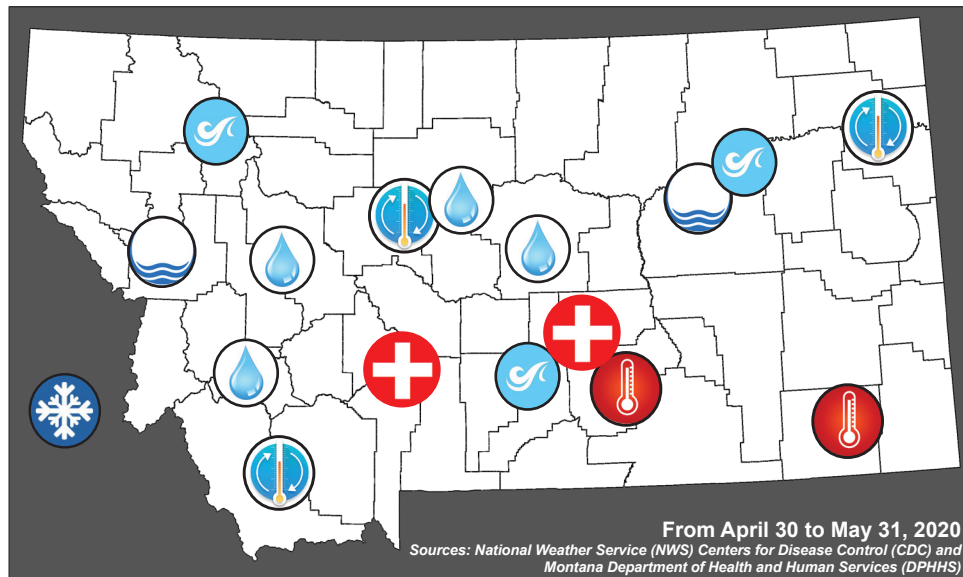 From April 30 to May 31, 2020
Sources: National Weather Service (NWS) Centers for Disease Control (CDC) and
Montana Department of Health and Human Services (DPHHS)